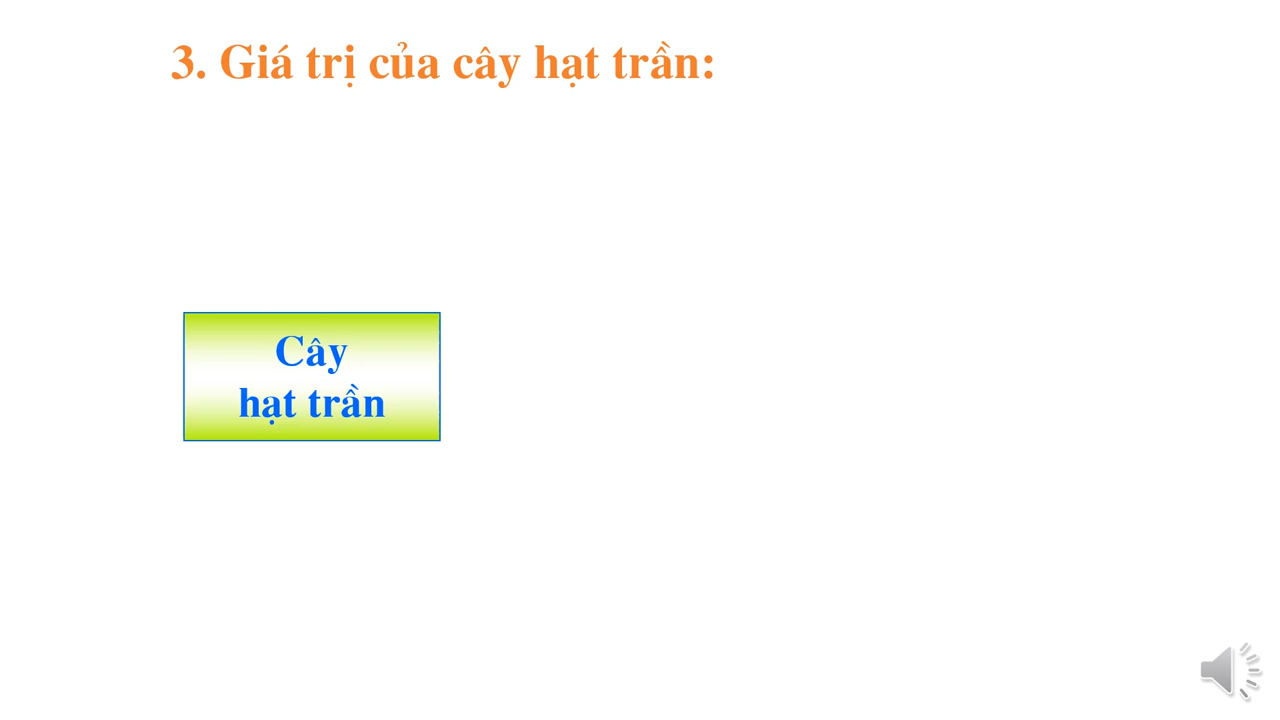 3. Giá trị của cây hạt trần:
Cây
hạt trần